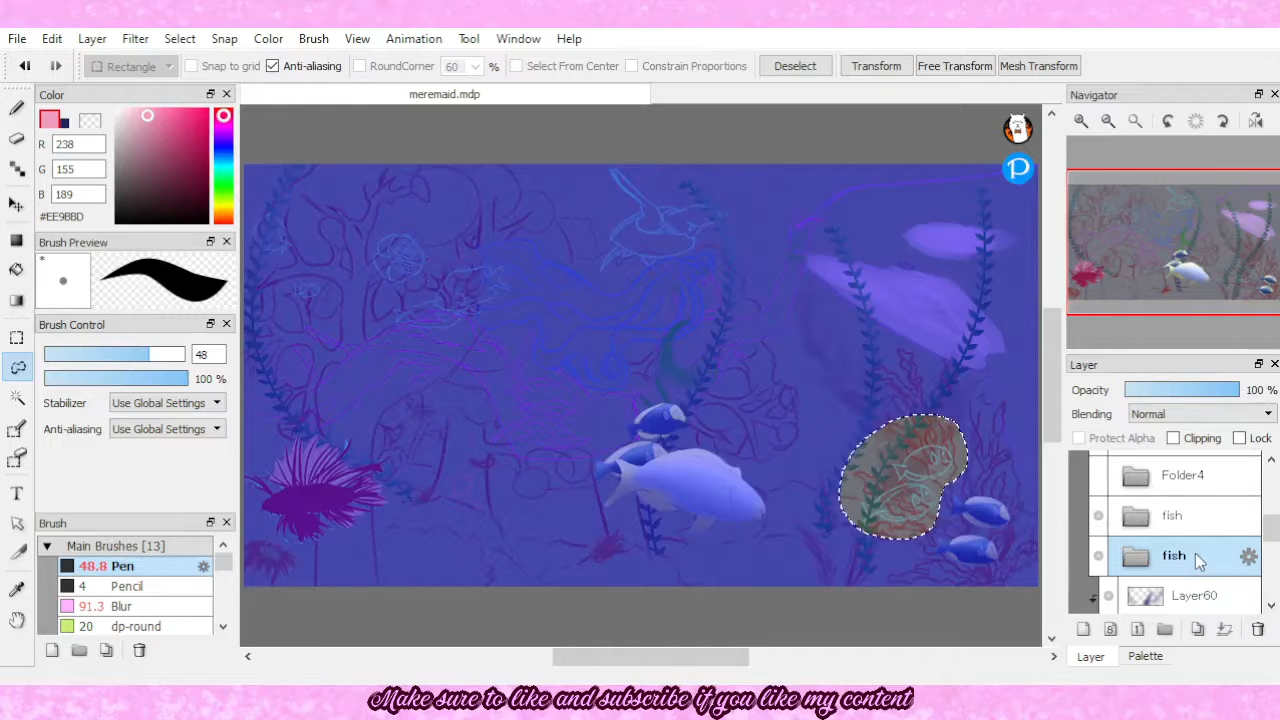 File Edit Layer Filter Select Snap Color Brush View Animation Tool Window Help
Rectangle Snap to grid Anti-aliasing RoundCorner 60 % Select From Center Constrain Proportions Deselect Transform Free Transform Mesh Transform
Color
meremaid.mdp
Navigator
R 238
G 155
B 189
#EE9BBD
Brush Preview
*
Brush Control
48
100 %
Stabilizer Use Global Settings
Anti-aliasing Use Global Settings
Brush
Main Brushes [13]
48.8 Pen
4 Pencil
91.3 Blur
20 dp-round
Layer
Opacity 100 %
Blending Normal
Protect Alpha Clipping Lock
Folder4
fish
fish
Layer60
Layer Palette
Make sure to like and subscribe if you like my content